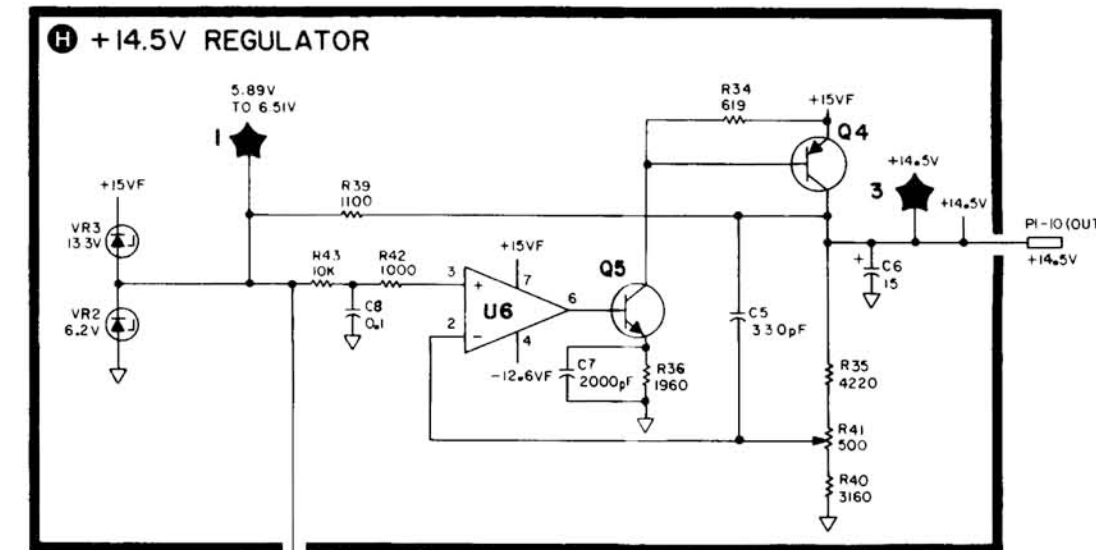 H +14.5V REGULATOR
5.89V
TO 6.51V
1
+15VF
VR3
13.3V
VR2
6.2V
R39
1100
R43
10K
R42
1000
C8
0.1
3
+
2
−
U6
+15VF
7
6
4
-12.6VF
Q5
C7
2000pF
R36
1960
R34
619
+15VF
Q4
C5
330pF
3
+14.5V
+14.5V
+
C6
15
P1-10(OUT
+14.5V
R35
4220
R41
500
R40
3160